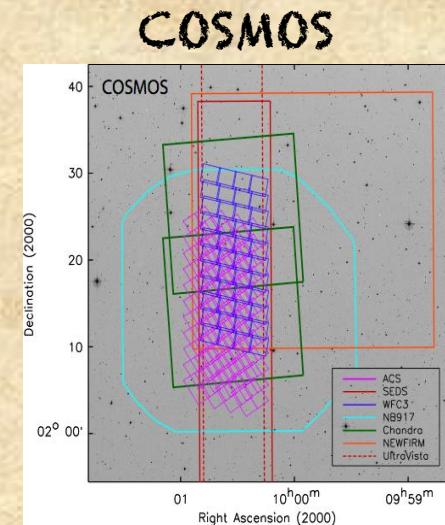 COSMOS
COSMOS
40
30
20
10
02° 00'
Declination (2000)
ACS
SEDS
WFC3
NB917
Chandra
NEWFIRM
UltraVista
01
10ʰ00ᵐ
09ʰ59ᵐ
Right Ascension (2000)